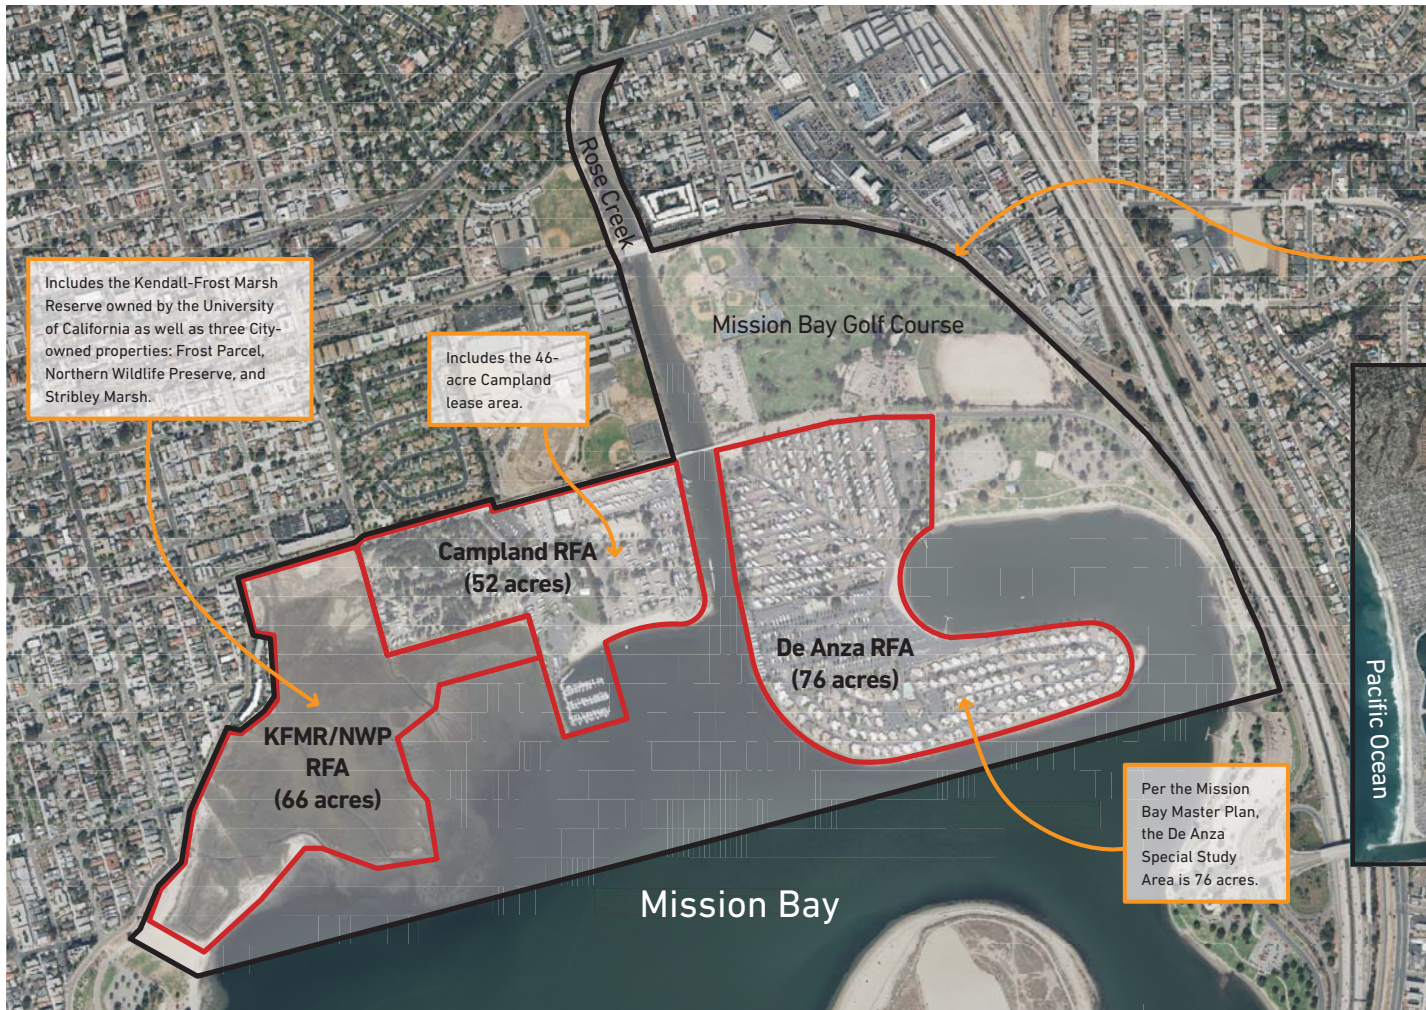 Rose Creek
Includes the Kendall-Frost Marsh
Reserve owned by the University
of California as well as three City-
owned properties: Frost Parcel,
Northern Wildlife Preserve, and
Stribley Marsh.
Mission Bay Golf Course
Includes the 46-
acre Campland
lease area.
Campland RFA
(52 acres)
De Anza RFA
(76 acres)
KFMR/NWP
RFA
(66 acres)
Pacific Ocean
Per the Mission
Bay Master Plan,
the De Anza
Special Study
Area is 76 acres.
Mission Bay